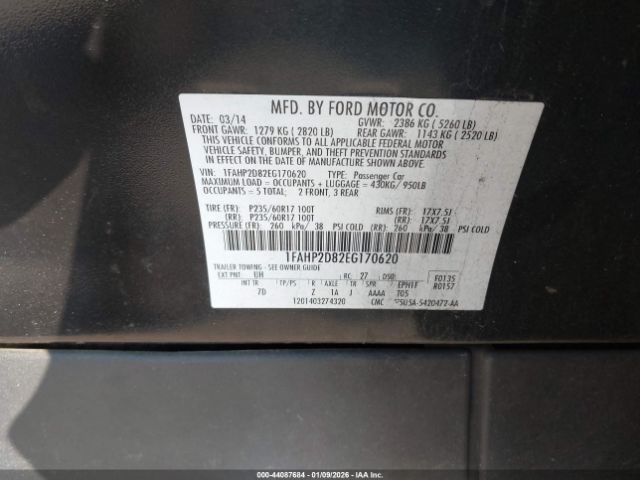 MFD. BY FORD MOTOR CO.
DATE: 03/14 GVWR: 2386 KG ( 5260 LB)
FRONT GAWR: 1279 KG ( 2820 LB) REAR GAWR: 1143 KG ( 2520 LB)
THIS VEHICLE CONFORMS TO ALL APPLICABLE FEDERAL MOTOR
VEHICLE SAFETY, BUMPER, AND THEFT PREVENTION STANDARDS
IN EFFECT ON THE DATE OF MANUFACTURE SHOWN ABOVE.
VIN: 1FAHP2D82EG170620 TYPE: Passenger Car
MAXIMUM LOAD = OCCUPANTS + LUGGAGE = 430KG/ 950LB
OCCUPANTS = 5 TOTAL; 2 FRONT, 3 REAR
TIRE (FR): P235/60R17 100T RIMS (FR): 17X7.5J
(RR): P235/60R17 100T (RR): 17X7.5J
PRESSURE (FR): 260 kPa/ 38 PSI COLD (RR): 260 kPa/ 38 PSI COLD
1FAHP2D82EG170620
TRAILER TOWING - SEE OWNER GUIDE
EXT PNT: RC: 27 DSO: F0135
INT TR TP/PS R AXLE TR SPR EPH1F R0157
7D Z 1A J AAAA T05
1201403274320 CMC 5U5A-5420472-AA
000-44087684 | 01/09/2026 - IAA Inc.